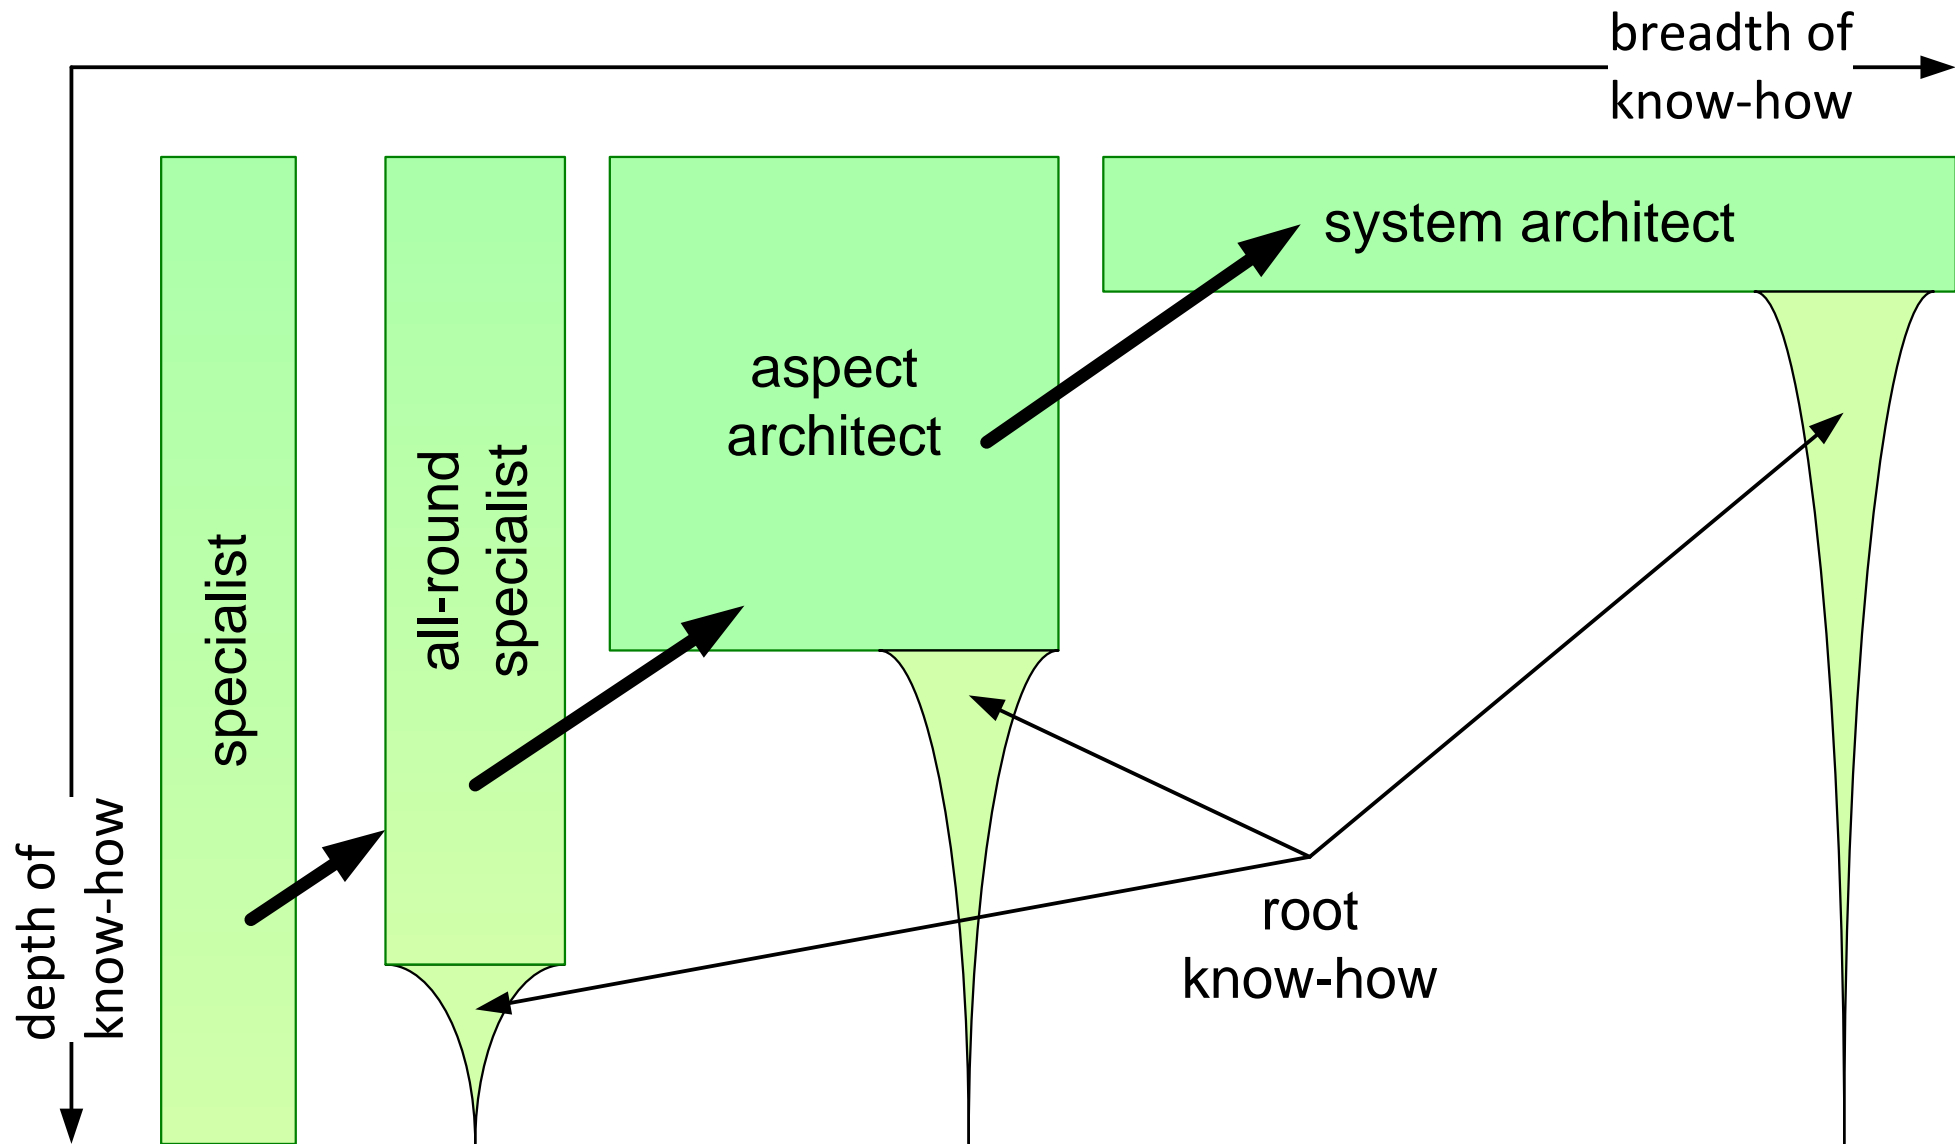 breadth of
know-how
system architect
aspect
architect
all-round
specialist
specialist
depth of
know-how
root
know-how